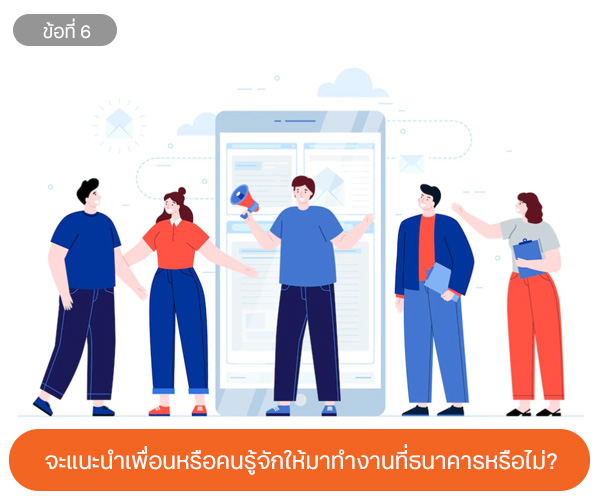 ข้อที่ 6
จะแนะนำเพื่อนหรือคนรู้จักให้มาทำงานที่ธนาคารหรือไม่?